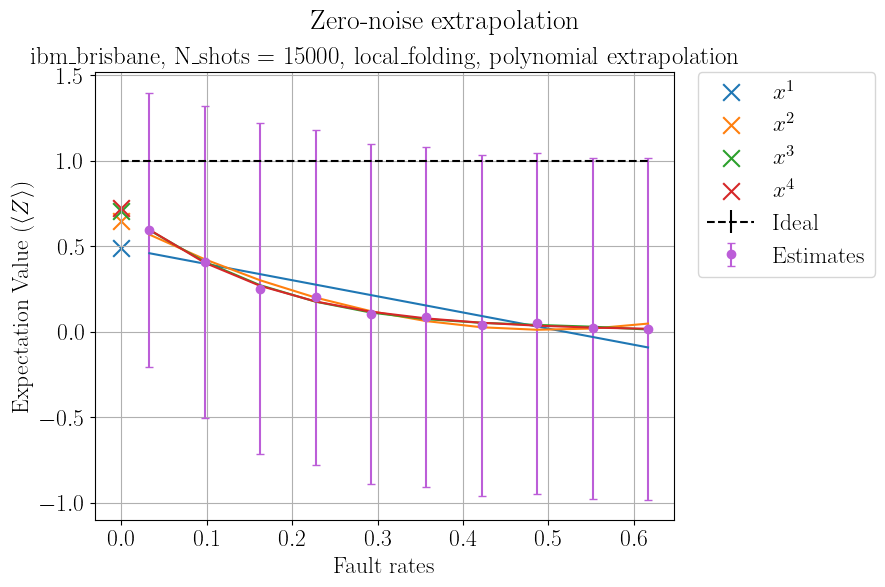 Zero-noise extrapolation
ibm_brisbane, N_shots = 15000, local_folding, polynomial extrapolation
1.5
1.0
0.5
0.0
−0.5
−1.0
Expectation Value (⟨Z⟩)
0.0 0.1 0.2 0.3 0.4 0.5 0.6
Fault rates
x¹
x²
x³
x⁴
Ideal
Estimates